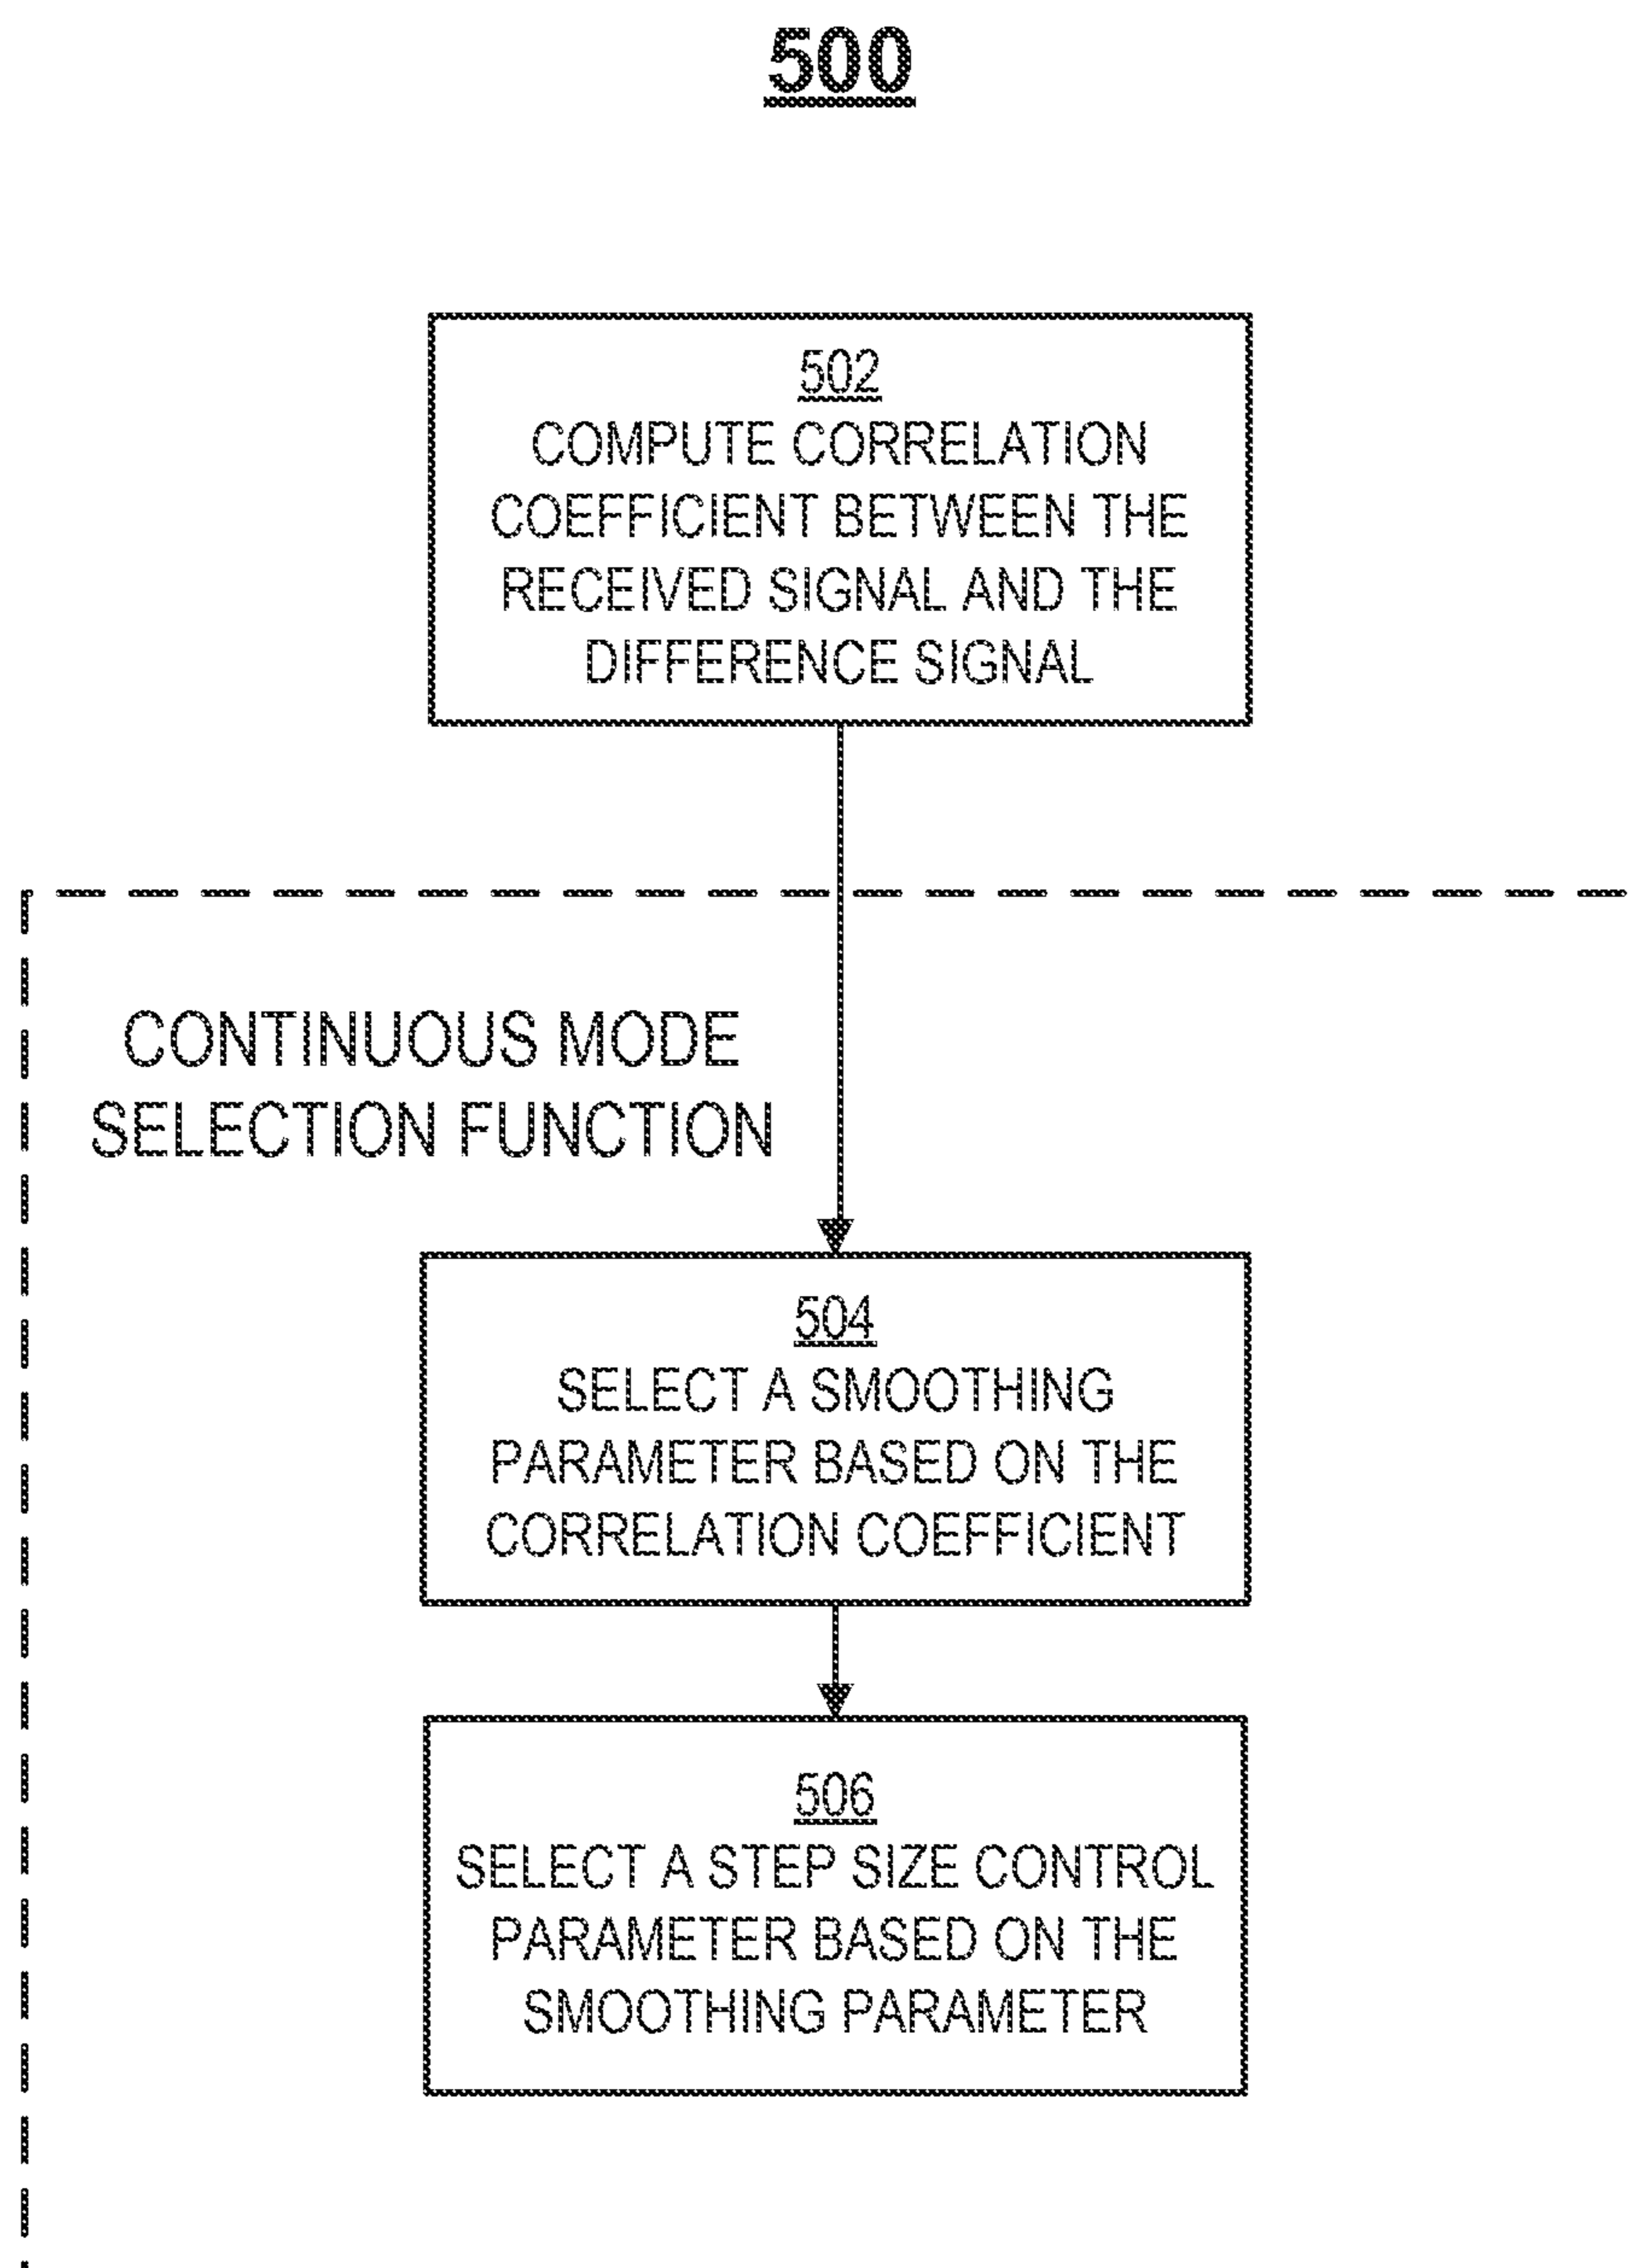 500
502
COMPUTE CORRELATION
COEFFICIENT BETWEEN THE
RECEIVED SIGNAL AND THE
DIFFERENCE SIGNAL
CONTINUOUS MODE
SELECTION FUNCTION
504
SELECT A SMOOTHING
PARAMETER BASED ON THE
CORRELATION COEFFICIENT
506
SELECT A STEP SIZE CONTROL
PARAMETER BASED ON THE
SMOOTHING PARAMETER